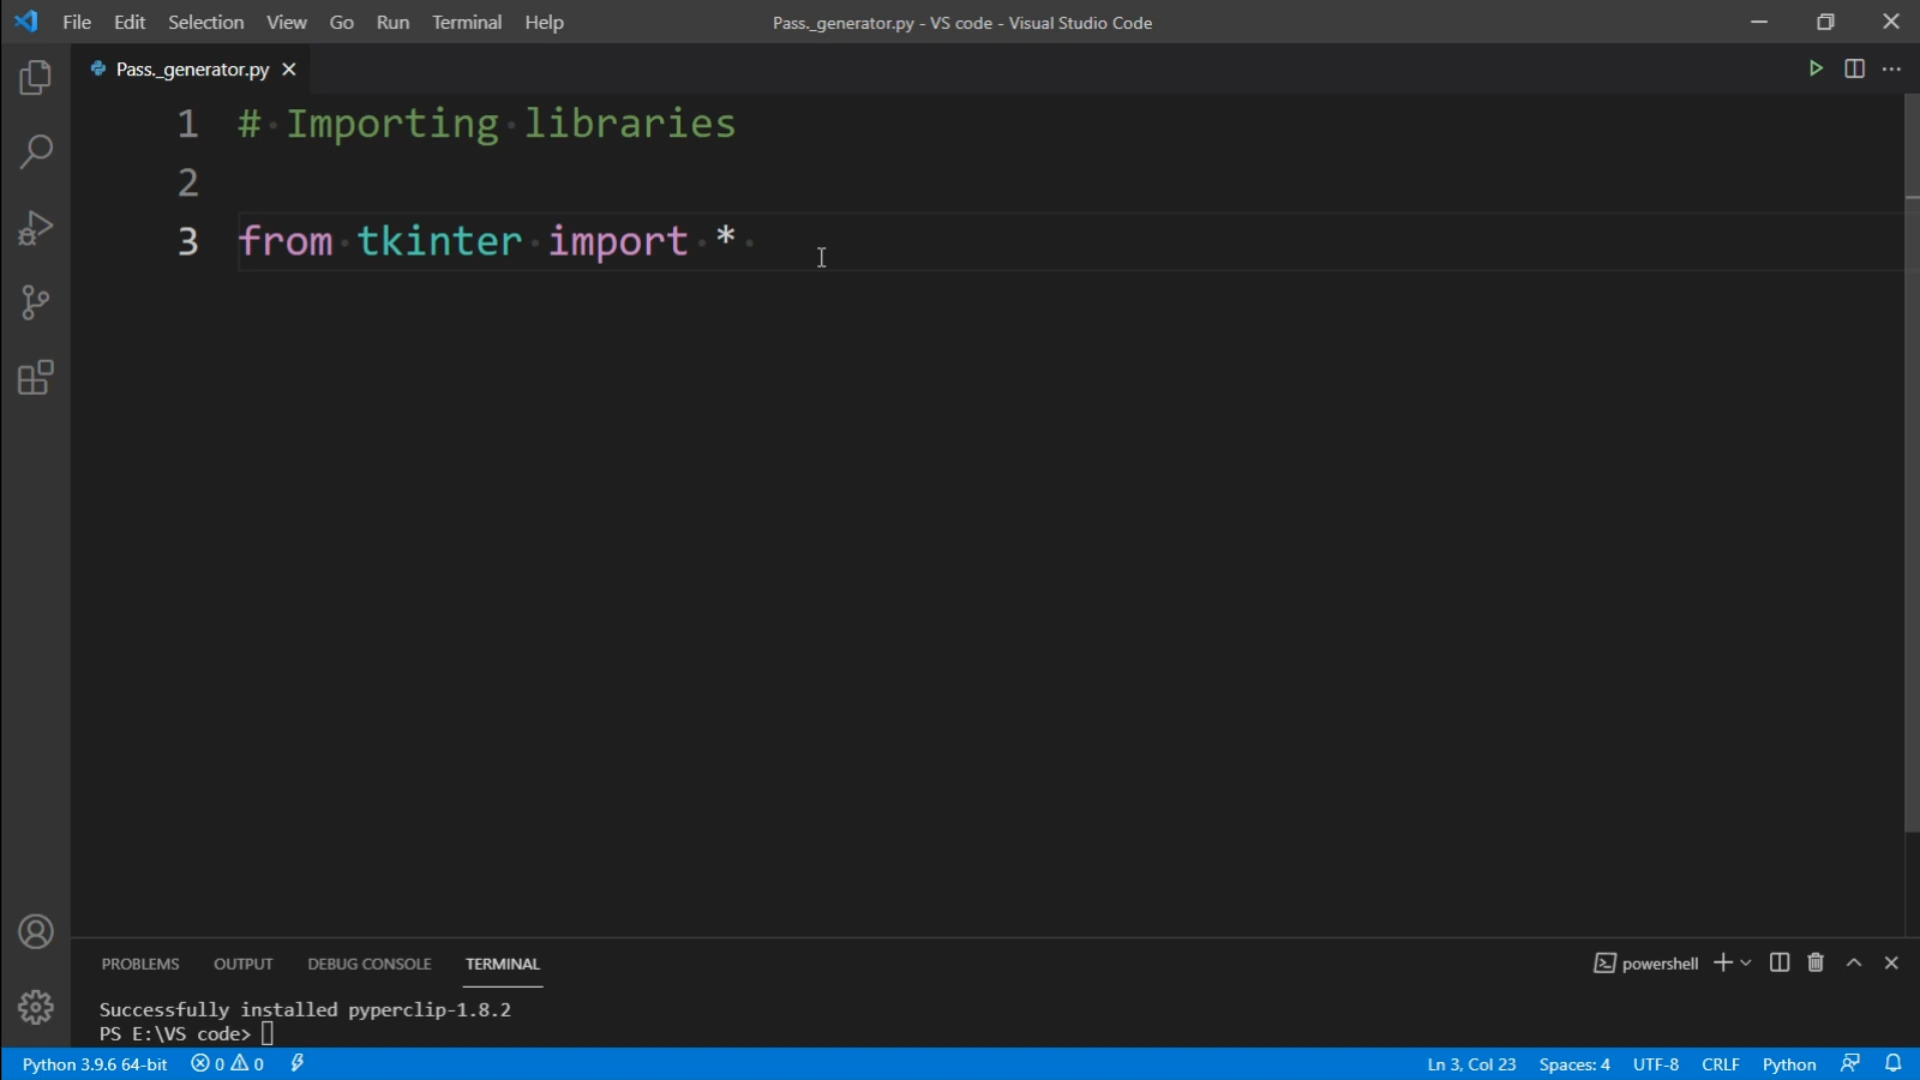 File Edit Selection View Go Run Terminal Help Pass._generator.py - VS code - Visual Studio Code
Pass._generator.py
1 # Importing libraries
2
3 from tkinter import *
PROBLEMS OUTPUT DEBUG CONSOLE TERMINAL powershell
Successfully installed pyperclip-1.8.2
PS E:\VS code>
Python 3.9.6 64-bit 0 0 Ln 3, Col 23 Spaces: 4 UTF-8 CRLF Python